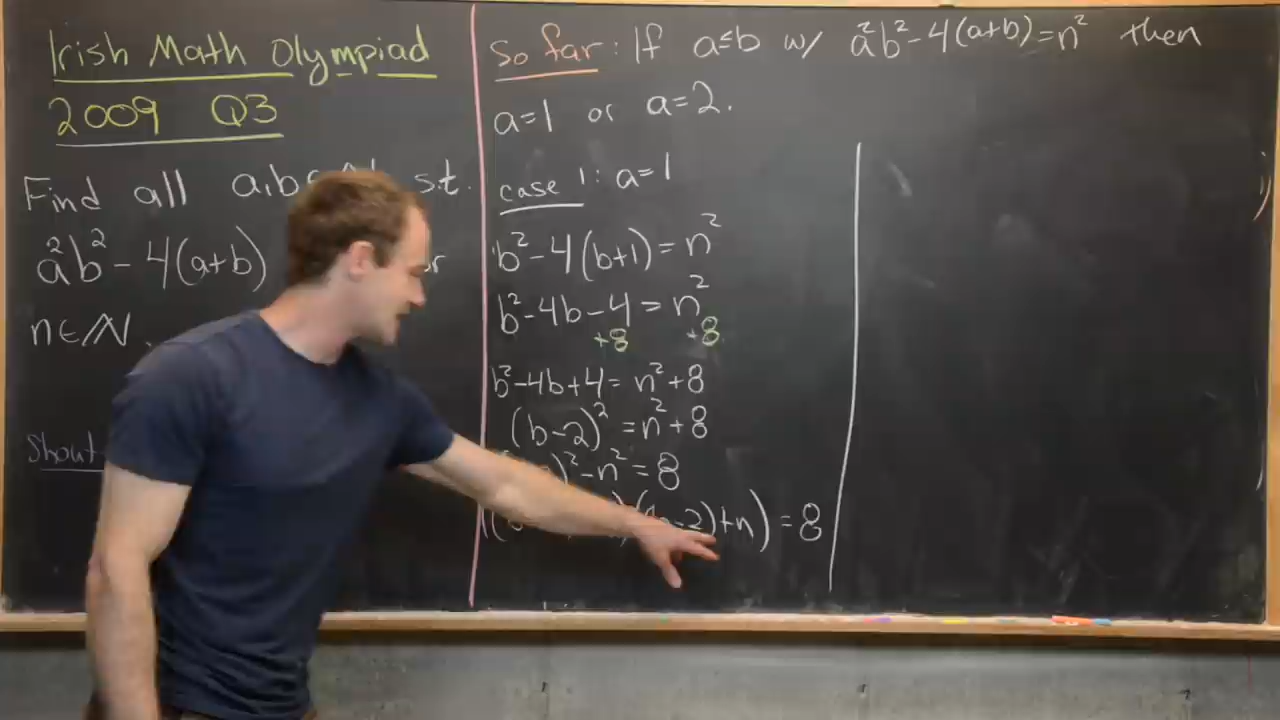 Irish Math Olympiad
2009 Q3
Find all a,b s.t.
a²b² - 4(a+b) or
n∈ℕ.
Shout
So far: If a≤b w/ a²b² - 4(a+b) = n² then
a=1 or a=2.
case 1: a=1
b² - 4(b+1) = n²
b² - 4b - 4 = n²
+8 +8
b² - 4b + 4 = n² + 8
(b-2)² = n² + 8
)² - n² = 8
-2)+n) = 8